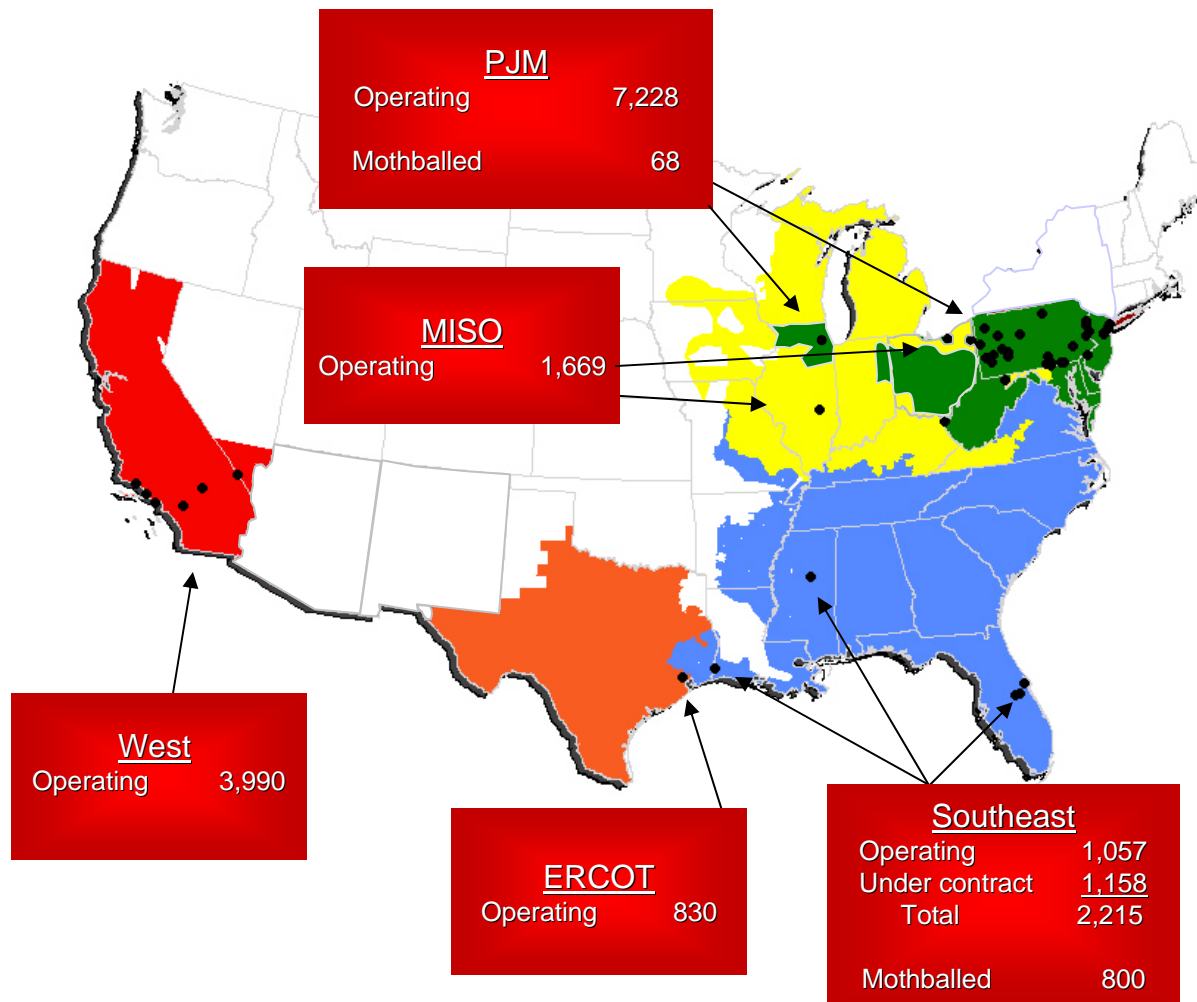 PJM
Operating 7,228
Mothballed 68
MISO
Operating 1,669
West
Operating 3,990
ERCOT
Operating 830
Southeast
Operating 1,057
Under contract 1,158
Total 2,215
Mothballed 800